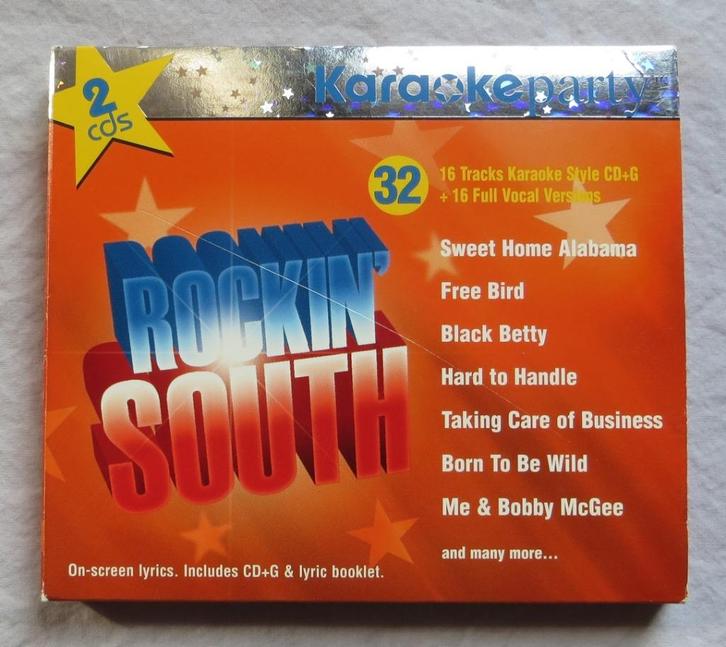 2
cds
Karaokeparty™
32
16 Tracks Karaoke Style CD+G
+ 16 Full Vocal Versions
ROCKIN'
SOUTH
Sweet Home Alabama
Free Bird
Black Betty
Hard to Handle
Taking Care of Business
Born To Be Wild
Me & Bobby McGee
and many more...
On-screen lyrics. Includes CD+G & lyric booklet.